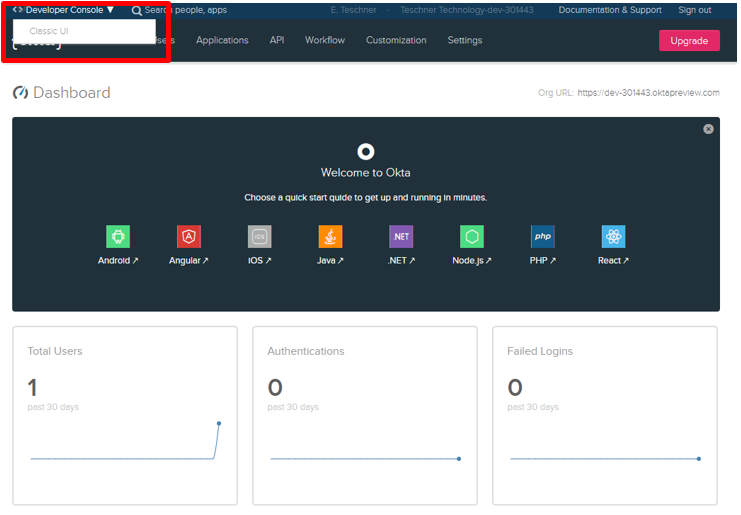 <> Developer Console ▼ Search people, apps E. Teschner - Teschner Technology-dev-301443 Documentation & Support Sign out
Classic UI
Applications API Workflow Customization Settings Upgrade
Dashboard Org URL: https://dev-301443.oktapreview.com
Welcome to Okta
Choose a quick start guide to get up and running in minutes.
iOS .NET php
Android ↗ Angular ↗ iOS ↗ Java ↗ .NET ↗ Node.js ↗ PHP ↗ React ↗
Total Users Authentications Failed Logins
1 0 0
past 30 days past 30 days past 30 days